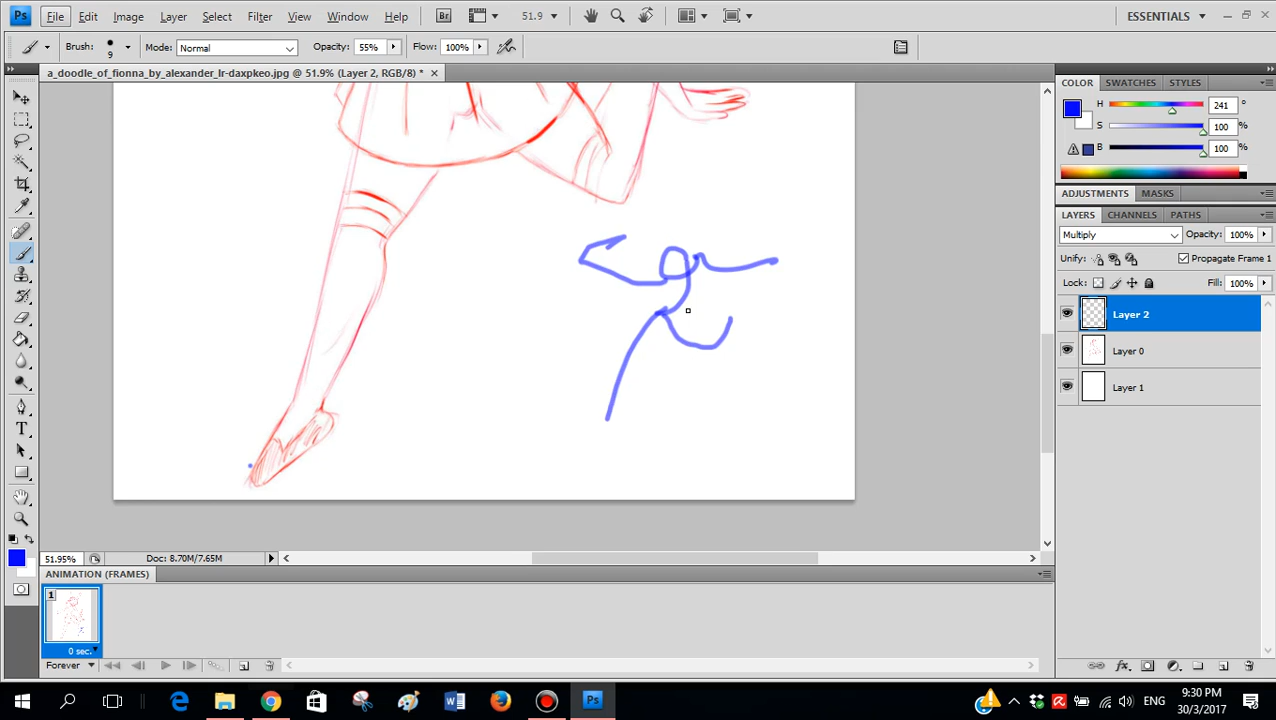 Ps File Edit Image Layer Select Filter View Window Help Br 51.9 ESSENTIALS
Brush: 9 Mode: Normal Opacity: 55% Flow: 100%
a_doodle_of_fionna_by_alexander_lr-daxpkeo.jpg @ 51.9% (Layer 2, RGB/8) *
COLOR SWATCHES STYLES
H 241 °
S 100 %
B 100 %
ADJUSTMENTS MASKS
LAYERS CHANNELS PATHS
Multiply Opacity: 100%
Unify: Propagate Frame 1
Lock: Fill: 100%
Layer 2
Layer 0
Layer 1
51.95% Doc: 8.70M/7.65M
ANIMATION (FRAMES)
1
0 sec.
Forever
ENG
9:30 PM
30/3/2017